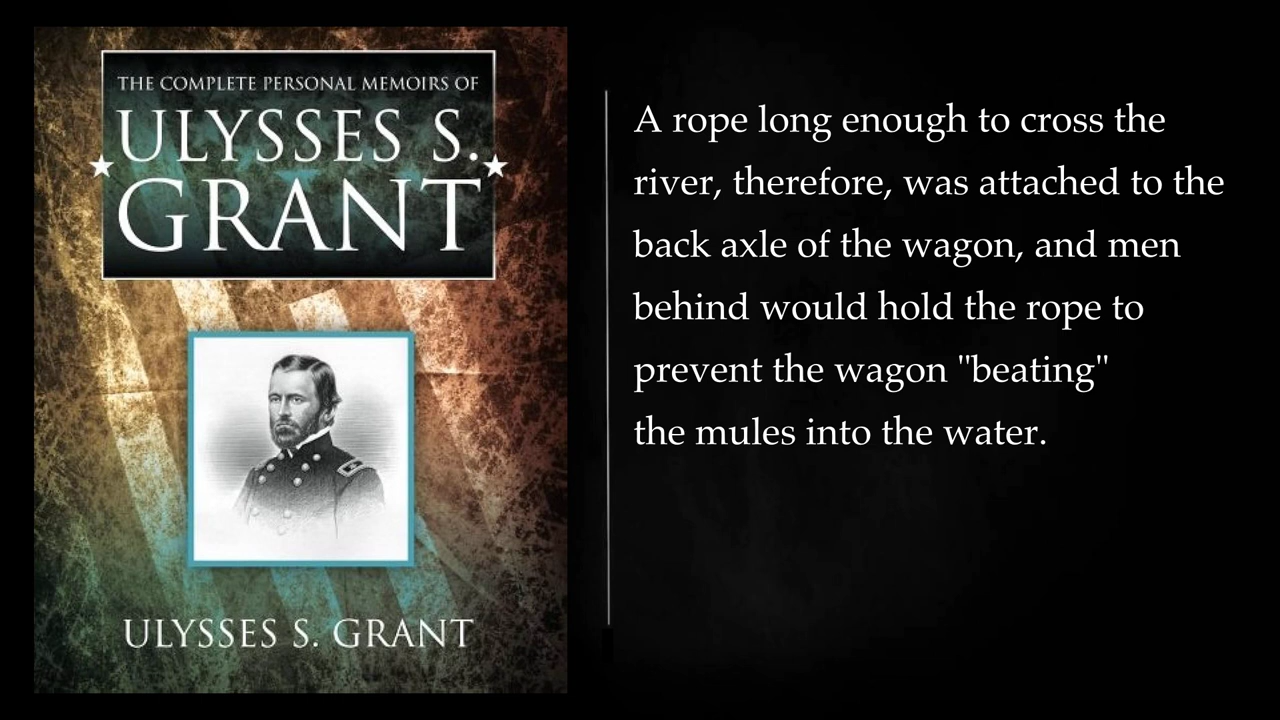 THE COMPLETE PERSONAL MEMOIRS OF
ULYSSES S.
GRANT
ULYSSES S. GRANT
A rope long enough to cross the
river, therefore, was attached to the
back axle of the wagon, and men
behind would hold the rope to
prevent the wagon "beating"
the mules into the water.